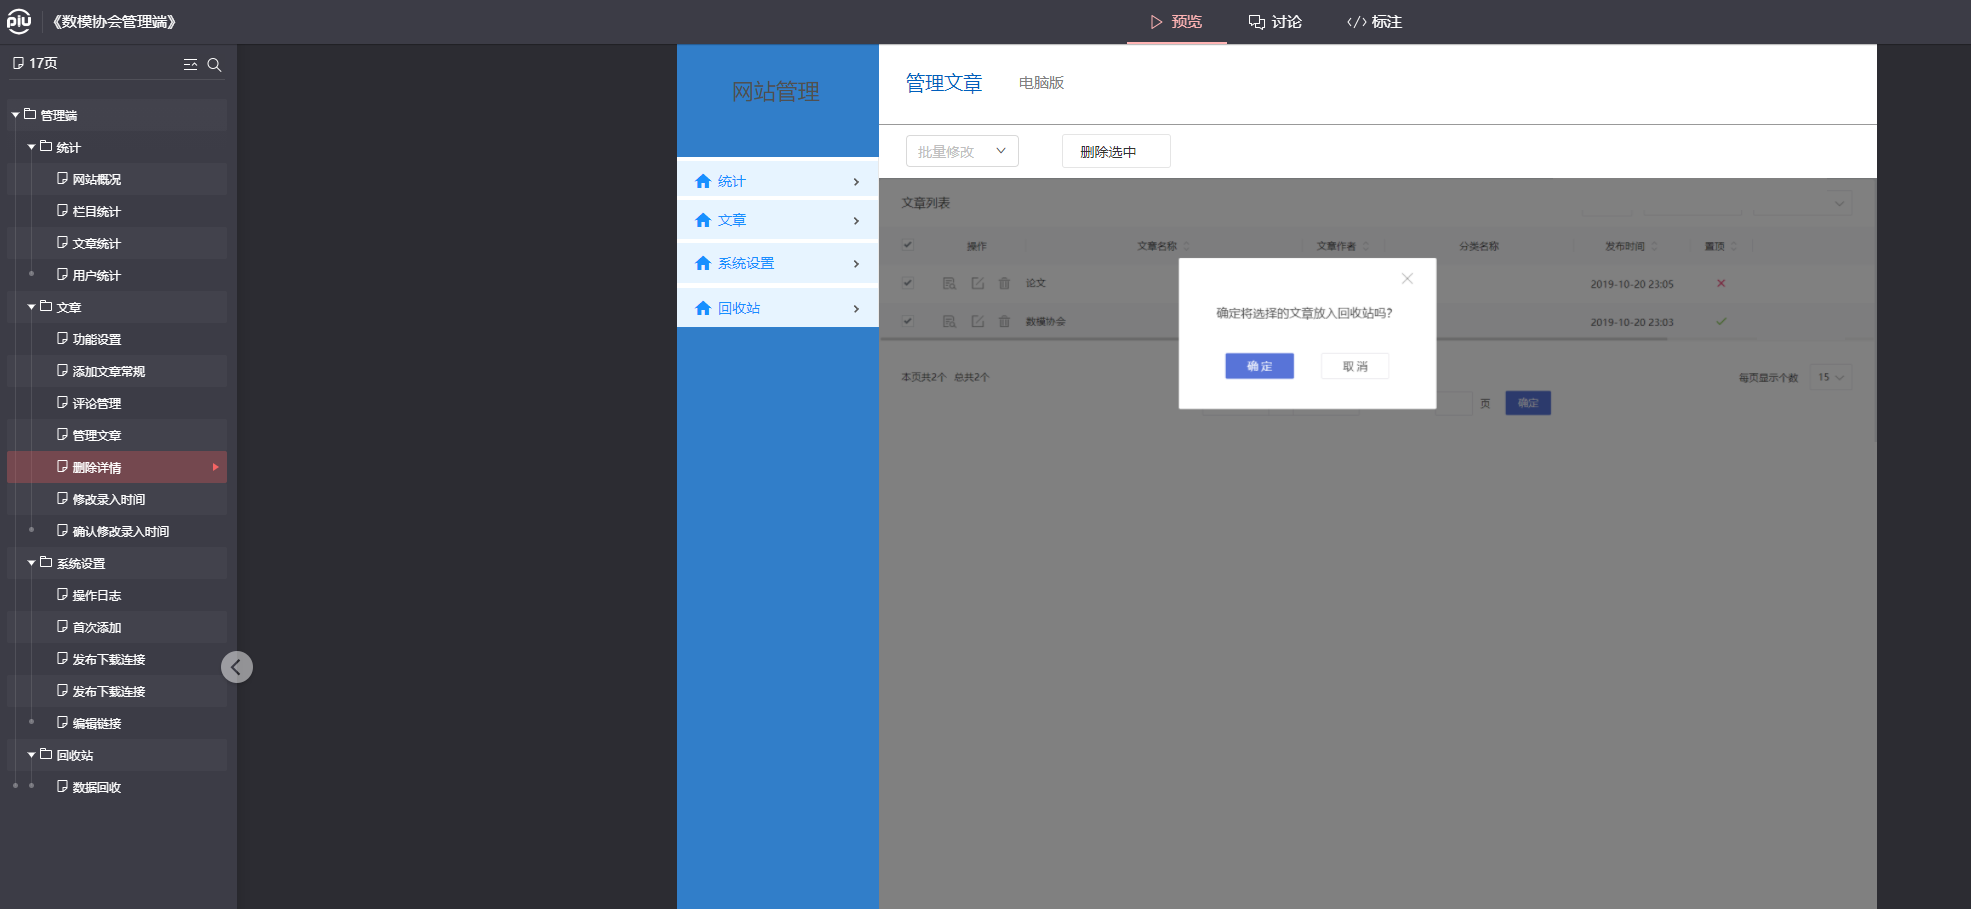 piu 《数模协会管理端》
预览 讨论 </> 标注
17页
管理端
统计
网站概况
栏目统计
文章统计
用户统计
文章
功能设置
添加文章常规
评论管理
管理文章
删除详情
修改录入时间
确认修改录入时间
系统设置
操作日志
首次添加
发布下载连接
发布下载连接
编辑链接
回收站
数据回收
网站管理
统计
文章
系统设置
回收站
管理文章 电脑版
批量修改 删除选中
文章列表
操作 文章名称 文章作者 分类名称 发布时间 置顶
论文 2019-10-20 23:05
数模协会 2019-10-20 23:03
确定将选择的文章放入回收站吗?
确定 取消
本页共2个 总共2个 每页显示个数 15
页 确定